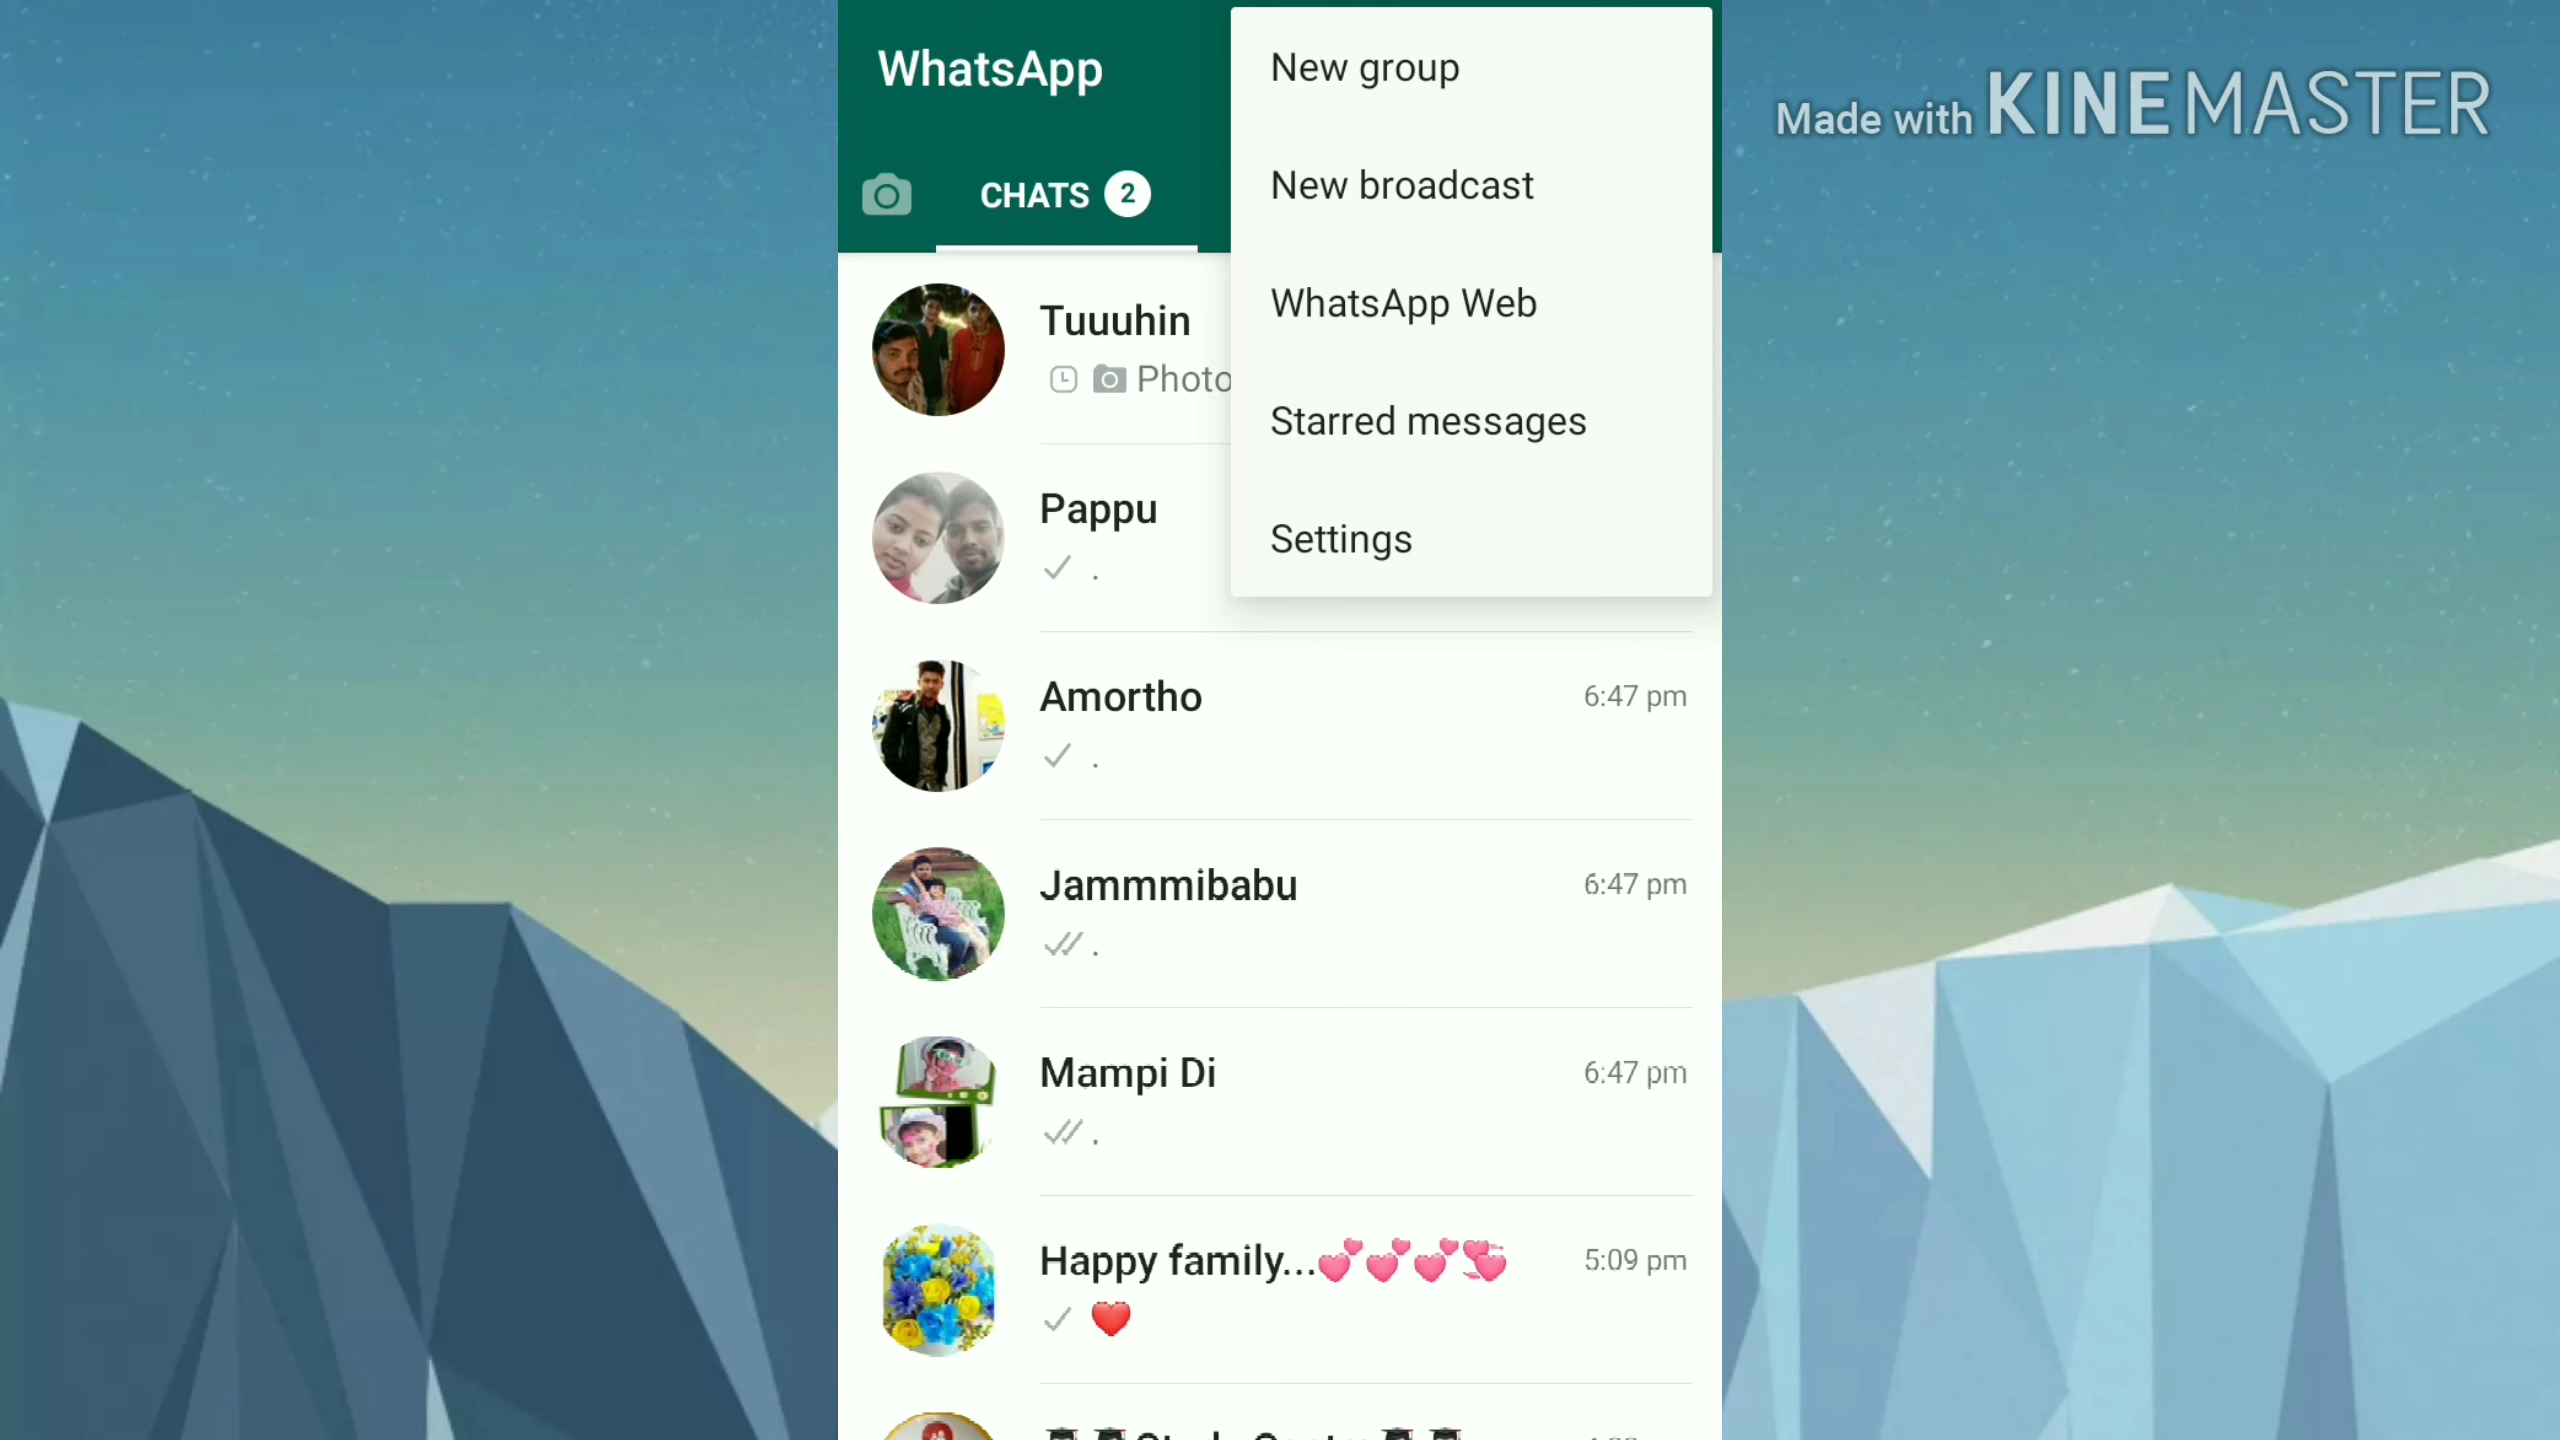 WhatsApp
Made with KINEMASTER
CHATS 2
New group
New broadcast
WhatsApp Web
Starred messages
Settings
Tuuuhin
Photo
Pappu
.
Amortho 6:47 pm
.
Jammmibabu 6:47 pm
.
Mampi Di 6:47 pm
.
Happy family...💕💕💕💞 5:09 pm
❤️